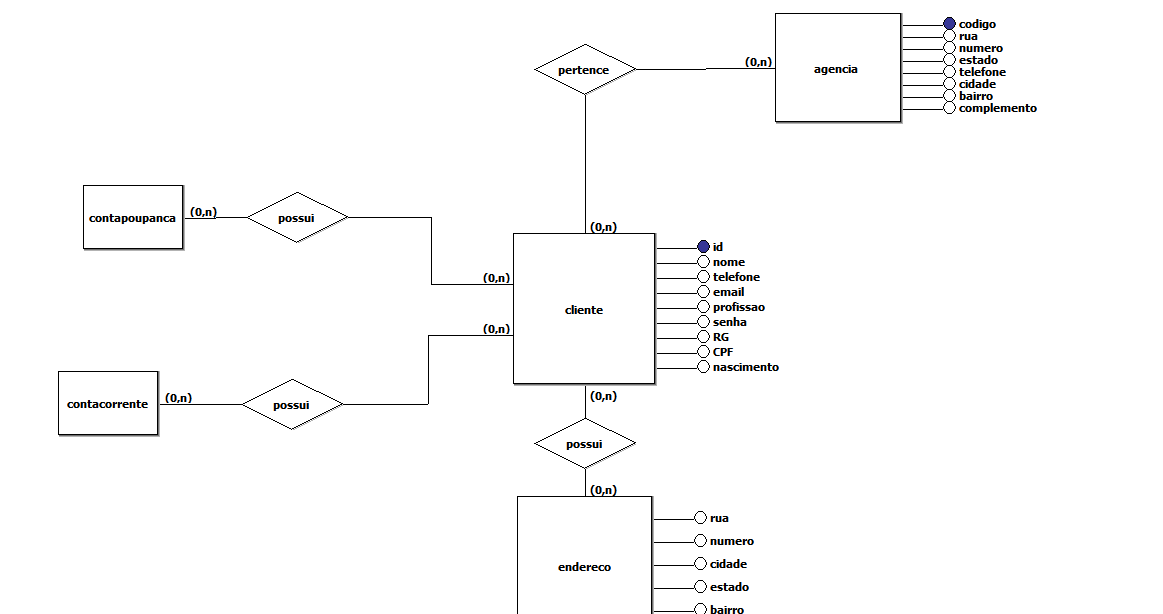 pertence
(0,n)
agencia
codigo
rua
numero
estado
telefone
cidade
bairro
complemento
contapoupanca
(0,n)
possui
(0,n)
(0,n)
cliente
id
nome
telefone
email
profissao
senha
RG
CPF
nascimento
(0,n)
contacorrente
(0,n)
possui
(0,n)
possui
(0,n)
endereco
rua
numero
cidade
estado
bairro